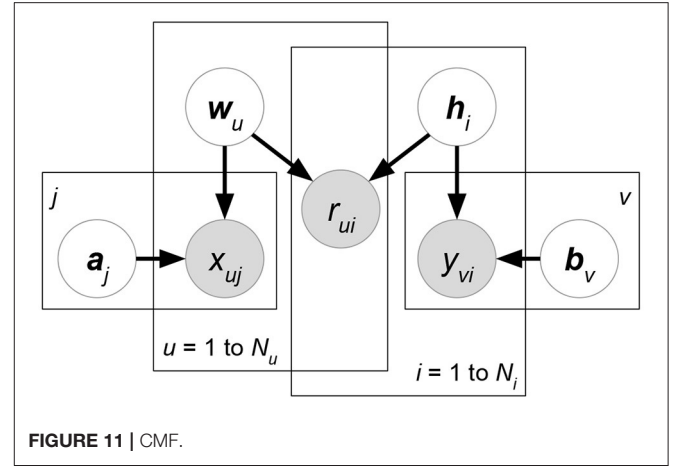 w_u
h_i
j
r_ui
v
a_j
x_uj
y_vi
b_v
u = 1 to N_u
i = 1 to N_i
FIGURE 11 | CMF.